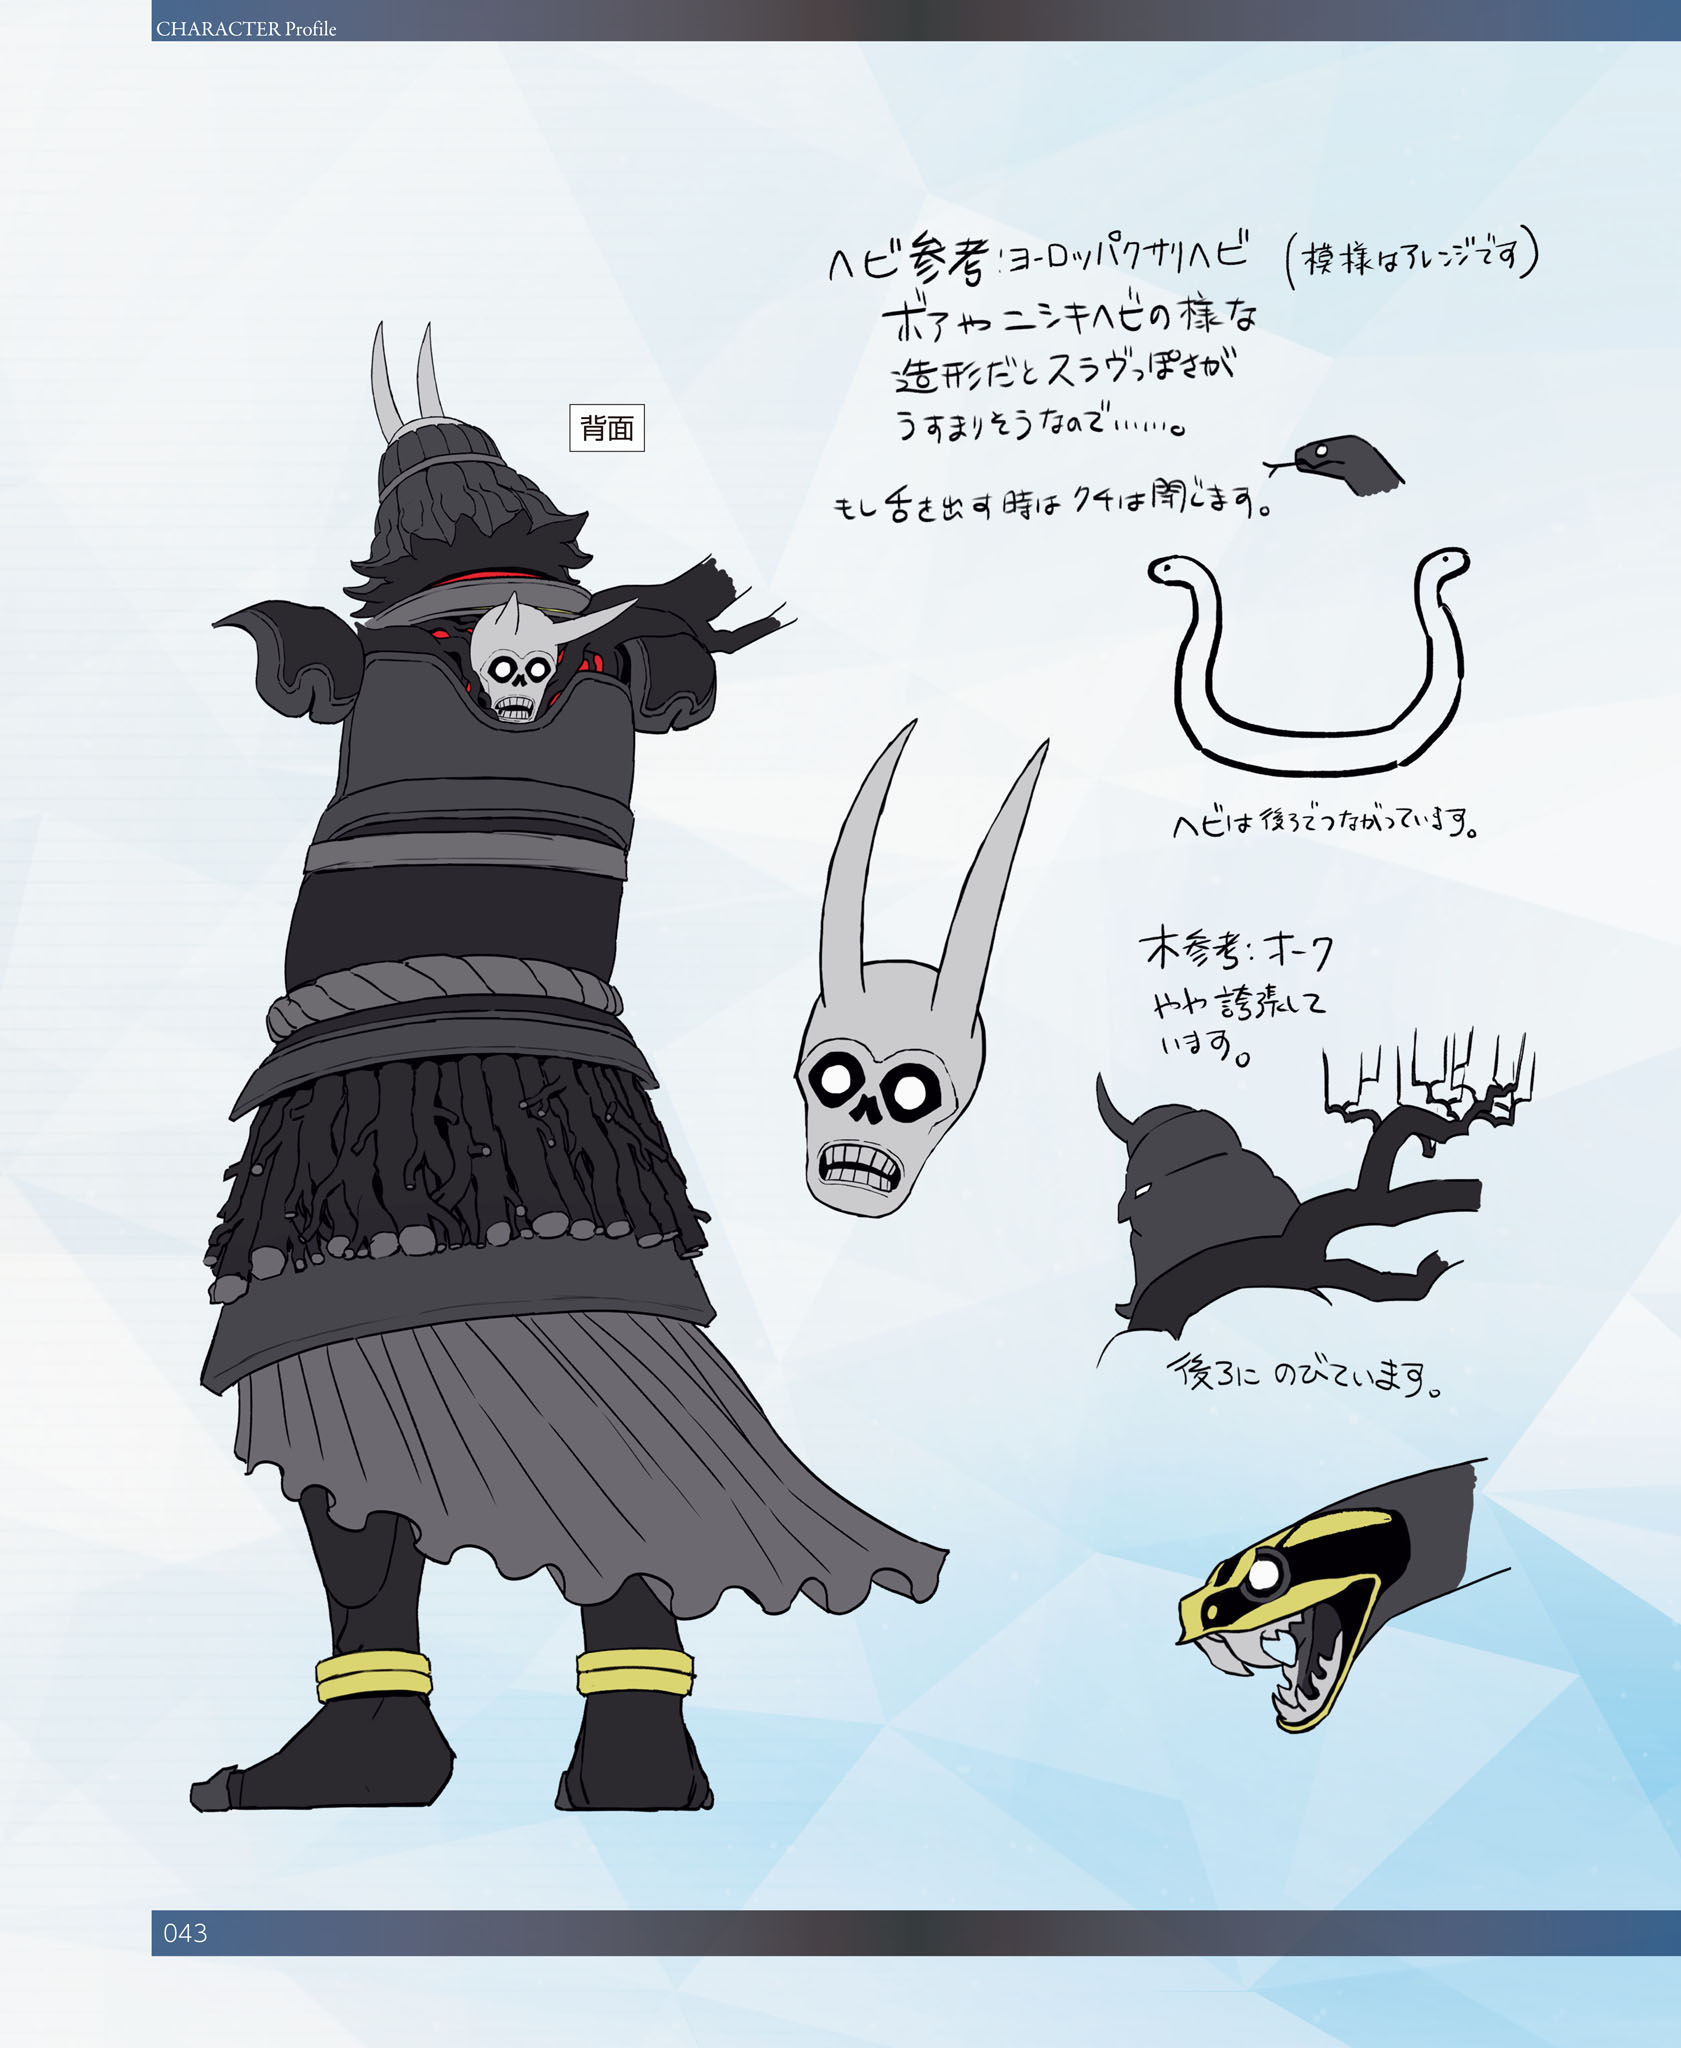 CHARACTER Profile
ヘビ参考:ヨーロッパクサリヘビ (模様はアレンジです)
ボアやニシキヘビの様な
造形だとスラヴっぽさが
うすまりそうなので……。
背面
もし舌を出す時はクチは閉じます。
ヘビは後ろでつながっています。
木参考:オーク
やや誇張して
います。
後ろにのびています。
043